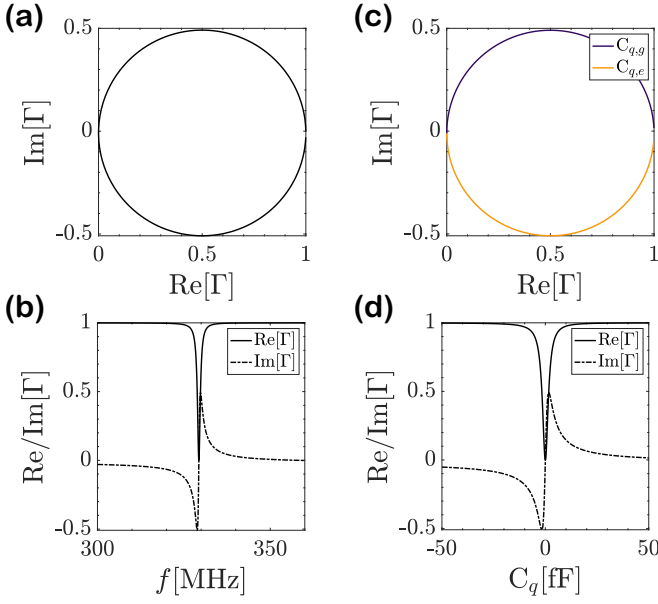 (a)
0.5
0
-0.5
Im[Γ]
0
0.5
1
Re[Γ]
(c)
0.5
0
-0.5
Im[Γ]
C_{q,g}
C_{q,e}
0
0.5
1
Re[Γ]
(b)
1
0.5
0
-0.5
Re/Im[Γ]
Re[Γ]
Im[Γ]
300
350
f[MHz]
(d)
1
0.5
0
-0.5
Re/Im[Γ]
Re[Γ]
Im[Γ]
-50
0
50
C_q[fF]